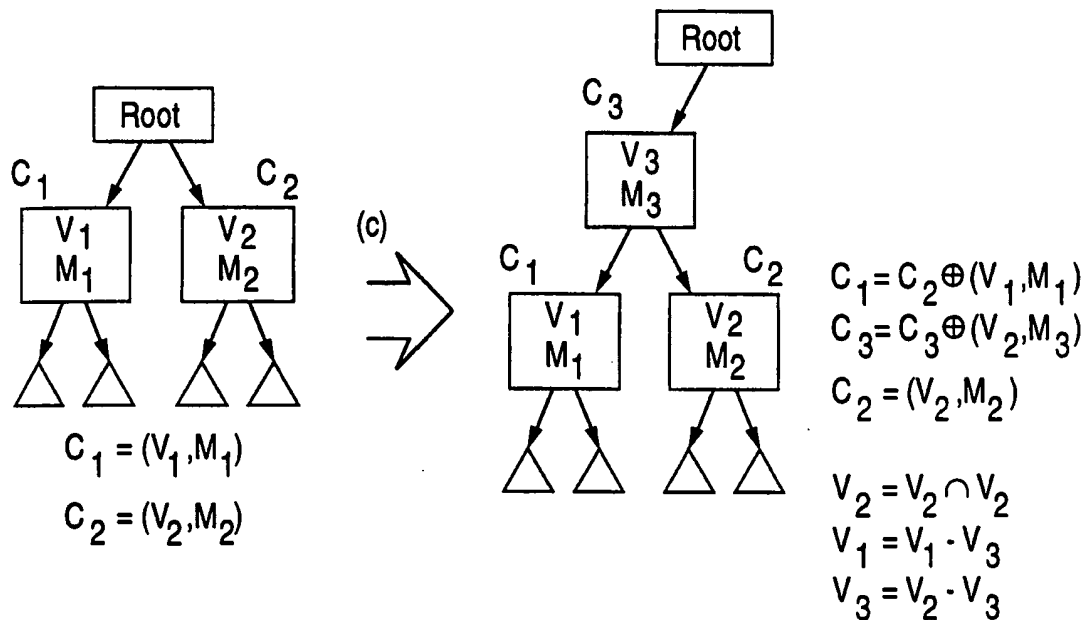 Root
C₁
C₂
V₁
M₁
V₂
M₂
C₁ = (V₁,M₁)
C₂ = (V₂,M₂)
(c)
Root
C₃
V₃
M₃
C₁
C₂
V₁
M₁
V₂
M₂
C₁ = C₂ ⊕ (V₁,M₁)
C₃ = C₃ ⊕ (V₂,M₃)
C₂ = (V₂,M₂)
V₂ = V₂ ∩ V₂
V₁ = V₁ - V₃
V₃ = V₂ - V₃